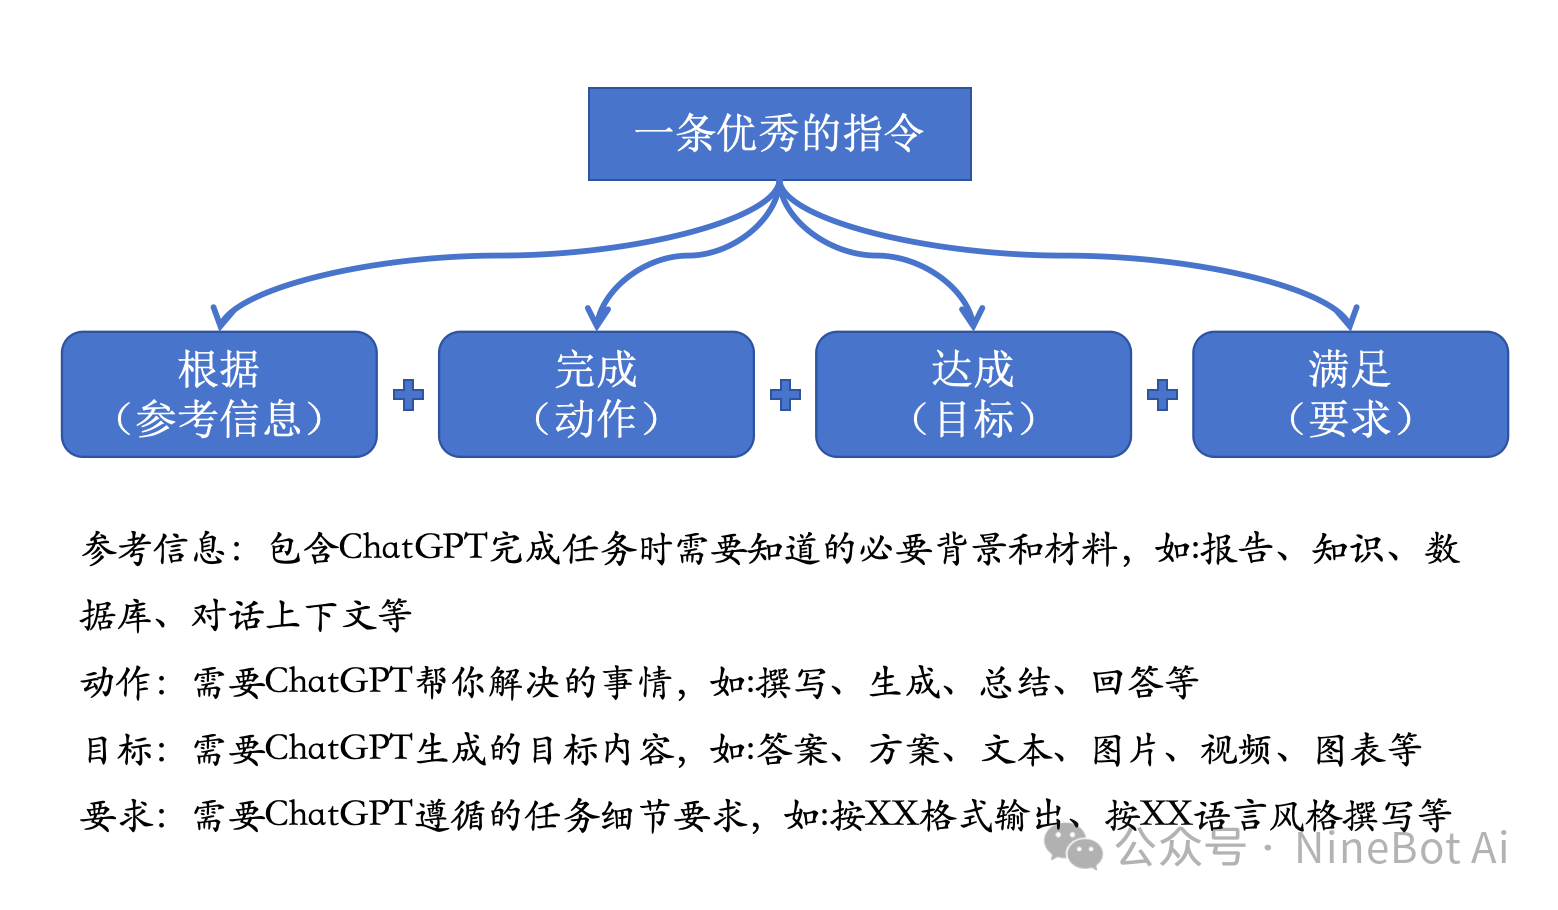 一条优秀的指令
根据
（参考信息）
完成
（动作）
达成
（目标）
满足
（要求）
参考信息：包含ChatGPT完成任务时需要知道的必要背景和材料，如:报告、知识、数
据库、对话上下文等
动作：需要ChatGPT帮你解决的事情，如:撰写、生成、总结、回答等
目标：需要ChatGPT生成的目标内容，如:答案、方案、文本、图片、视频、图表等
要求：需要ChatGPT遵循的任务细节要求，如:按XX格式输出、按XX语言风格撰写等
公众号 · NineBot Ai